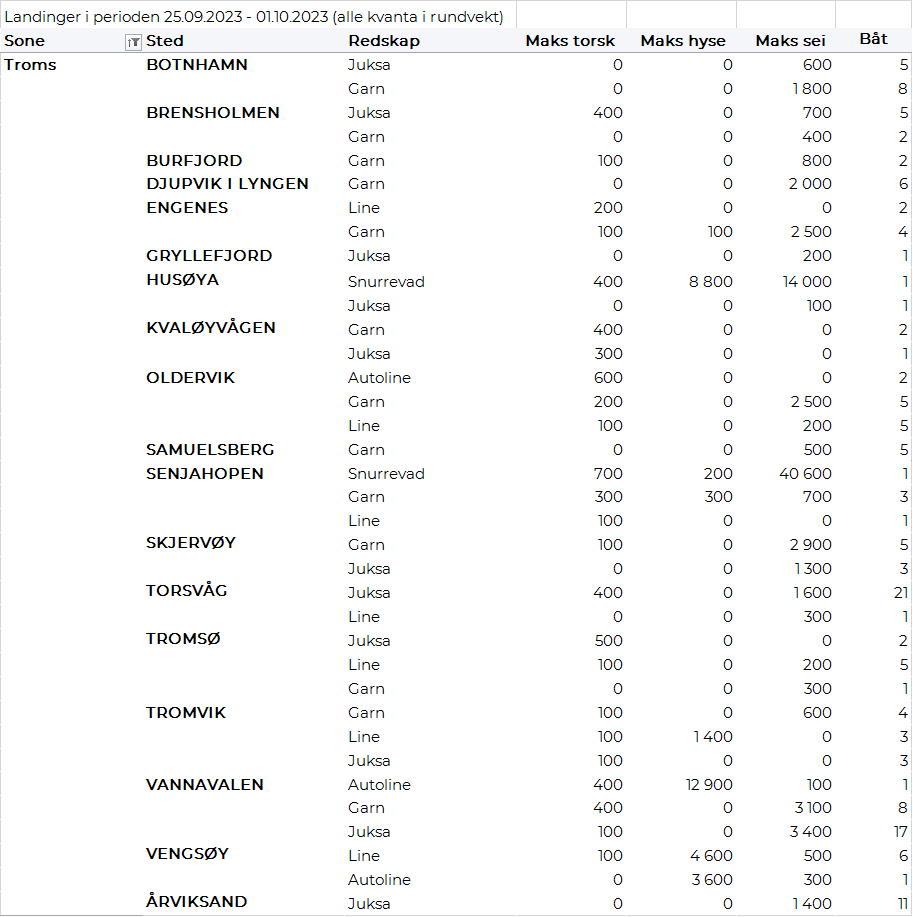 Landinger i perioden 25.09.2023 - 01.10.2023 (alle kvanta i rundvekt)
Sone Sted Redskap Maks torsk Maks hyse Maks sei Båt
Troms BOTNHAMN Juksa 0 0 600 5
Garn 0 0 1 800 8
BRENSHOLMEN Juksa 400 0 700 5
Garn 0 0 400 2
BURFJORD Garn 100 0 800 2
DJUPVIK I LYNGEN Garn 0 0 2 000 6
ENGENES Line 200 0 0 2
Garn 100 100 2 500 4
GRYLLEFJORD Juksa 0 0 200 1
HUSØYA Snurrevad 400 8 800 14 000 1
Juksa 0 0 100 1
KVALØYVÅGEN Garn 400 0 0 2
Juksa 300 0 0 1
OLDERVIK Autoline 600 0 0 2
Garn 200 0 2 500 5
Line 100 0 200 5
SAMUELSBERG Garn 0 0 500 5
SENJAHOPEN Snurrevad 700 200 40 600 1
Garn 300 300 700 3
Line 100 0 0 1
SKJERVØY Garn 100 0 2 900 5
Juksa 0 0 1 300 3
TORSVÅG Juksa 400 0 1 600 21
Line 0 0 300 1
TROMSØ Juksa 500 0 0 2
Line 100 0 200 5
Garn 0 0 300 1
TROMVIK Garn 100 0 600 4
Line 100 1 400 0 3
Juksa 100 0 0 3
VANNAVALEN Autoline 400 12 900 100 1
Garn 400 0 3 100 8
Juksa 100 0 3 400 17
VENGSØY Line 100 4 600 500 6
Autoline 0 3 600 300 1
ÅRVIKSAND Juksa 0 0 1 400 11